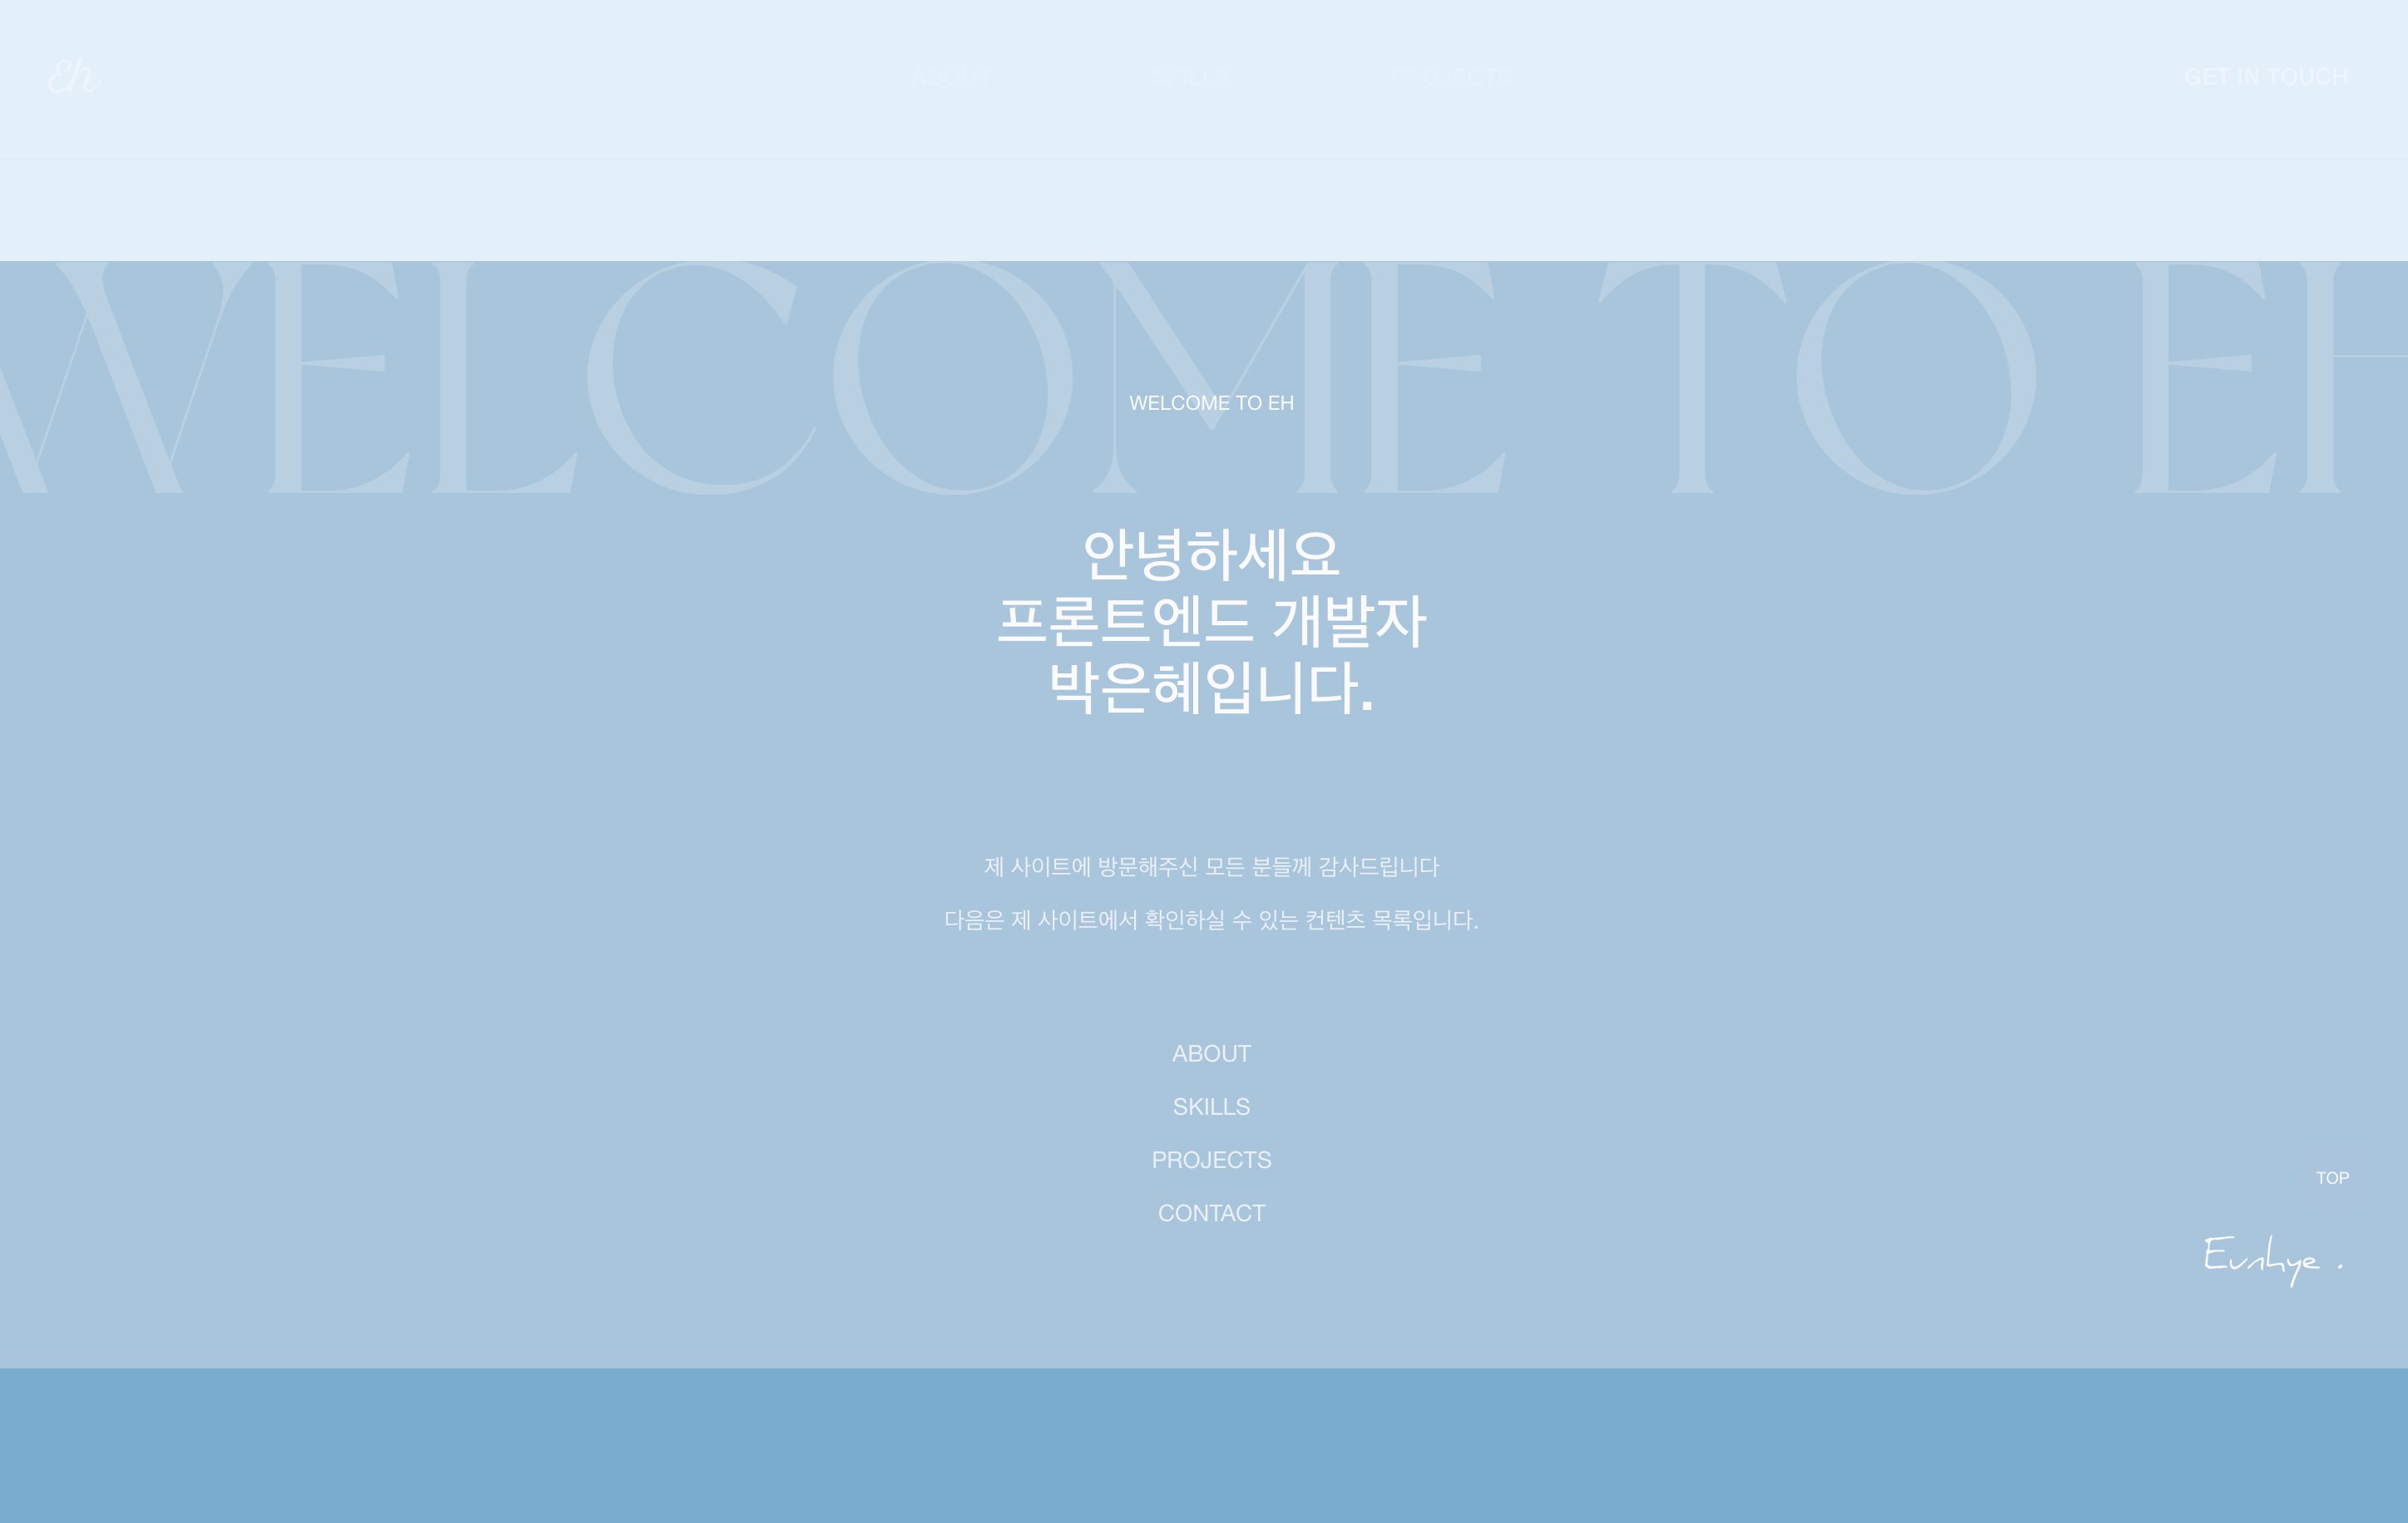 Eh
ABOUT
SKILLS
PROJECTS
GET IN TOUCH
WELCOME TO EH
WELCOME TO EH
안녕하세요
프론트엔드 개발자
박은혜입니다.
제 사이트에 방문해주신 모든 분들께 감사드립니다
다음은 제 사이트에서 확인하실 수 있는 컨텐츠 목록입니다.
ABOUT
SKILLS
PROJECTS
CONTACT
TOP
Eunhye .